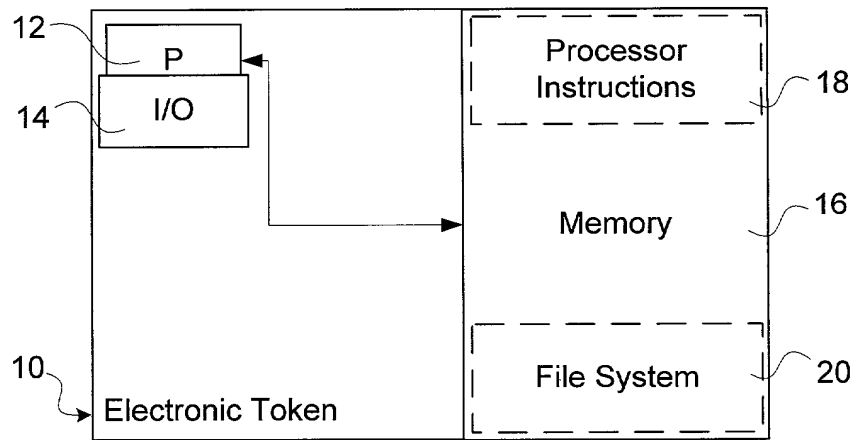 12
P
14
I/O
Processor
Instructions
18
Memory
16
File System
20
10
Electronic Token